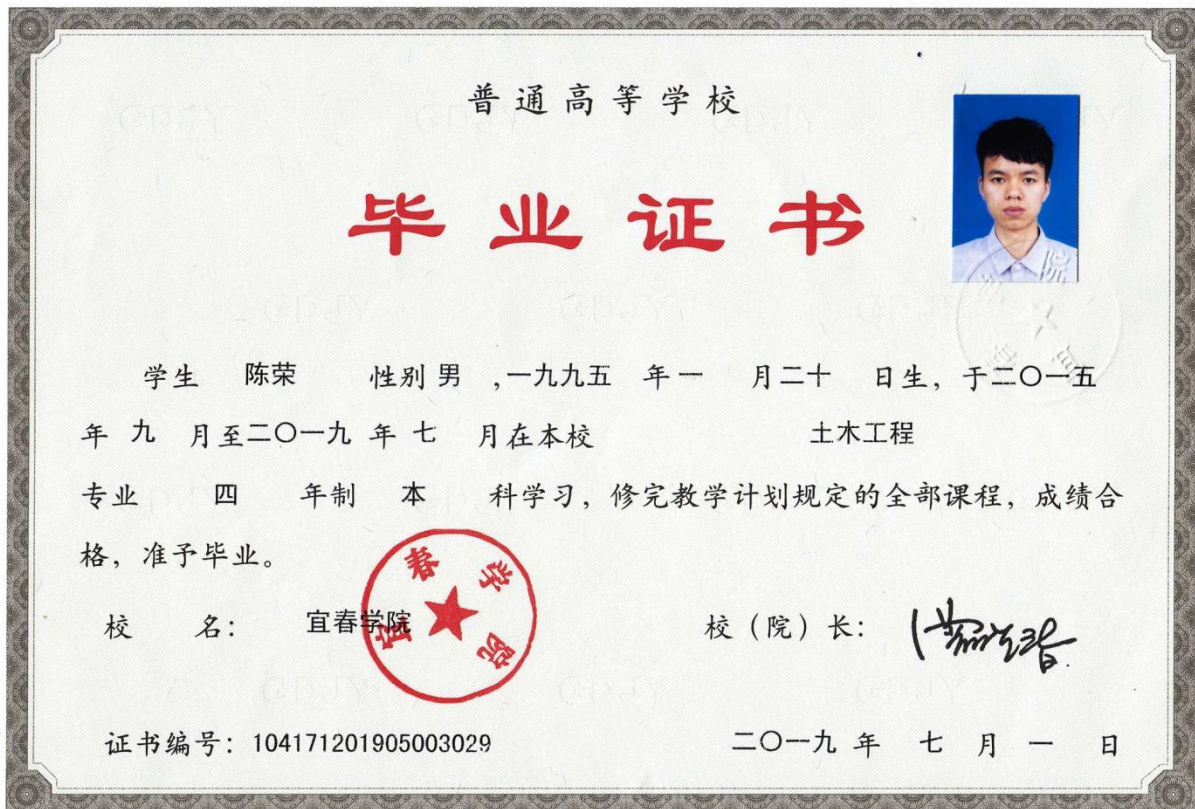 普通高等学校
毕业证书
学生 陈荣 性别 男 ,一九九五 年 一 月二十 日生，于二〇一五
年 九 月至二〇一九 年 七 月在本校 土木工程
专业 四 年制 本 科学习，修完教学计划规定的全部课程，成绩合
格，准予毕业。
校 名： 宜春学院 校（院）长：
宜春学院
证书编号：104171201905003029 二〇一九 年 七 月 一 日